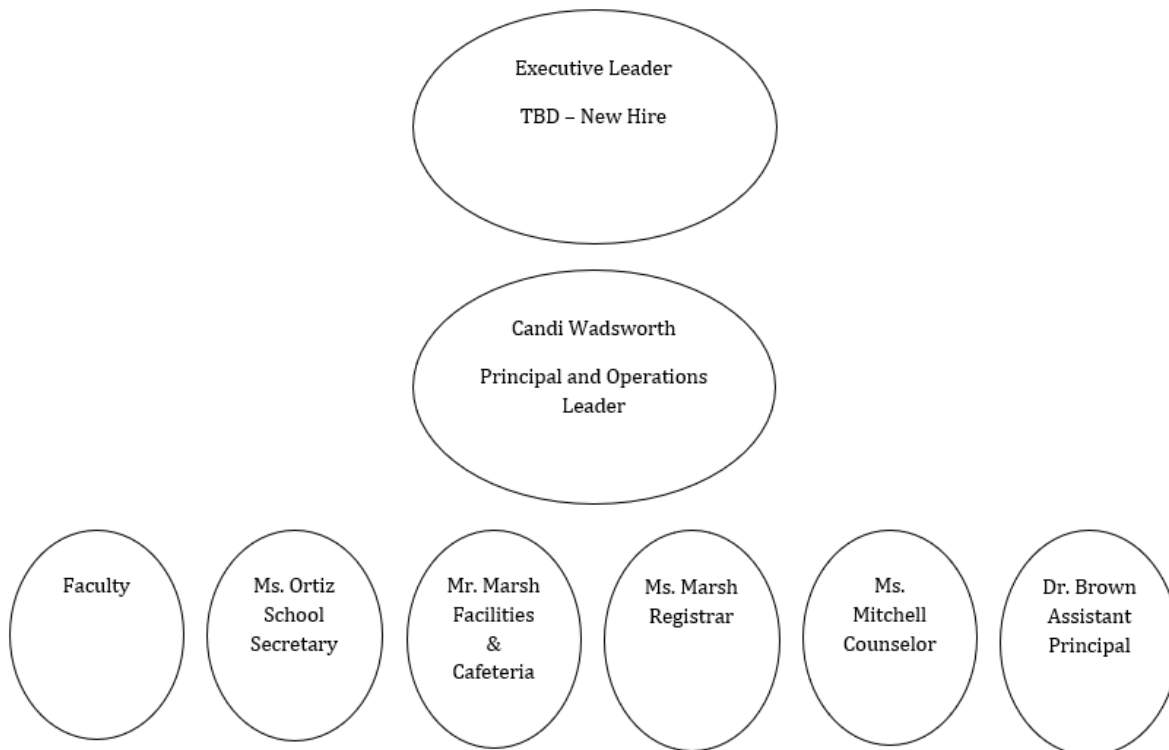 Executive Leader
TBD – New Hire
Candi Wadsworth
Principal and Operations
Leader
Faculty
Ms. Ortiz
School
Secretary
Mr. Marsh
Facilities
&
Cafeteria
Ms. Marsh
Registrar
Ms.
Mitchell
Counselor
Dr. Brown
Assistant
Principal